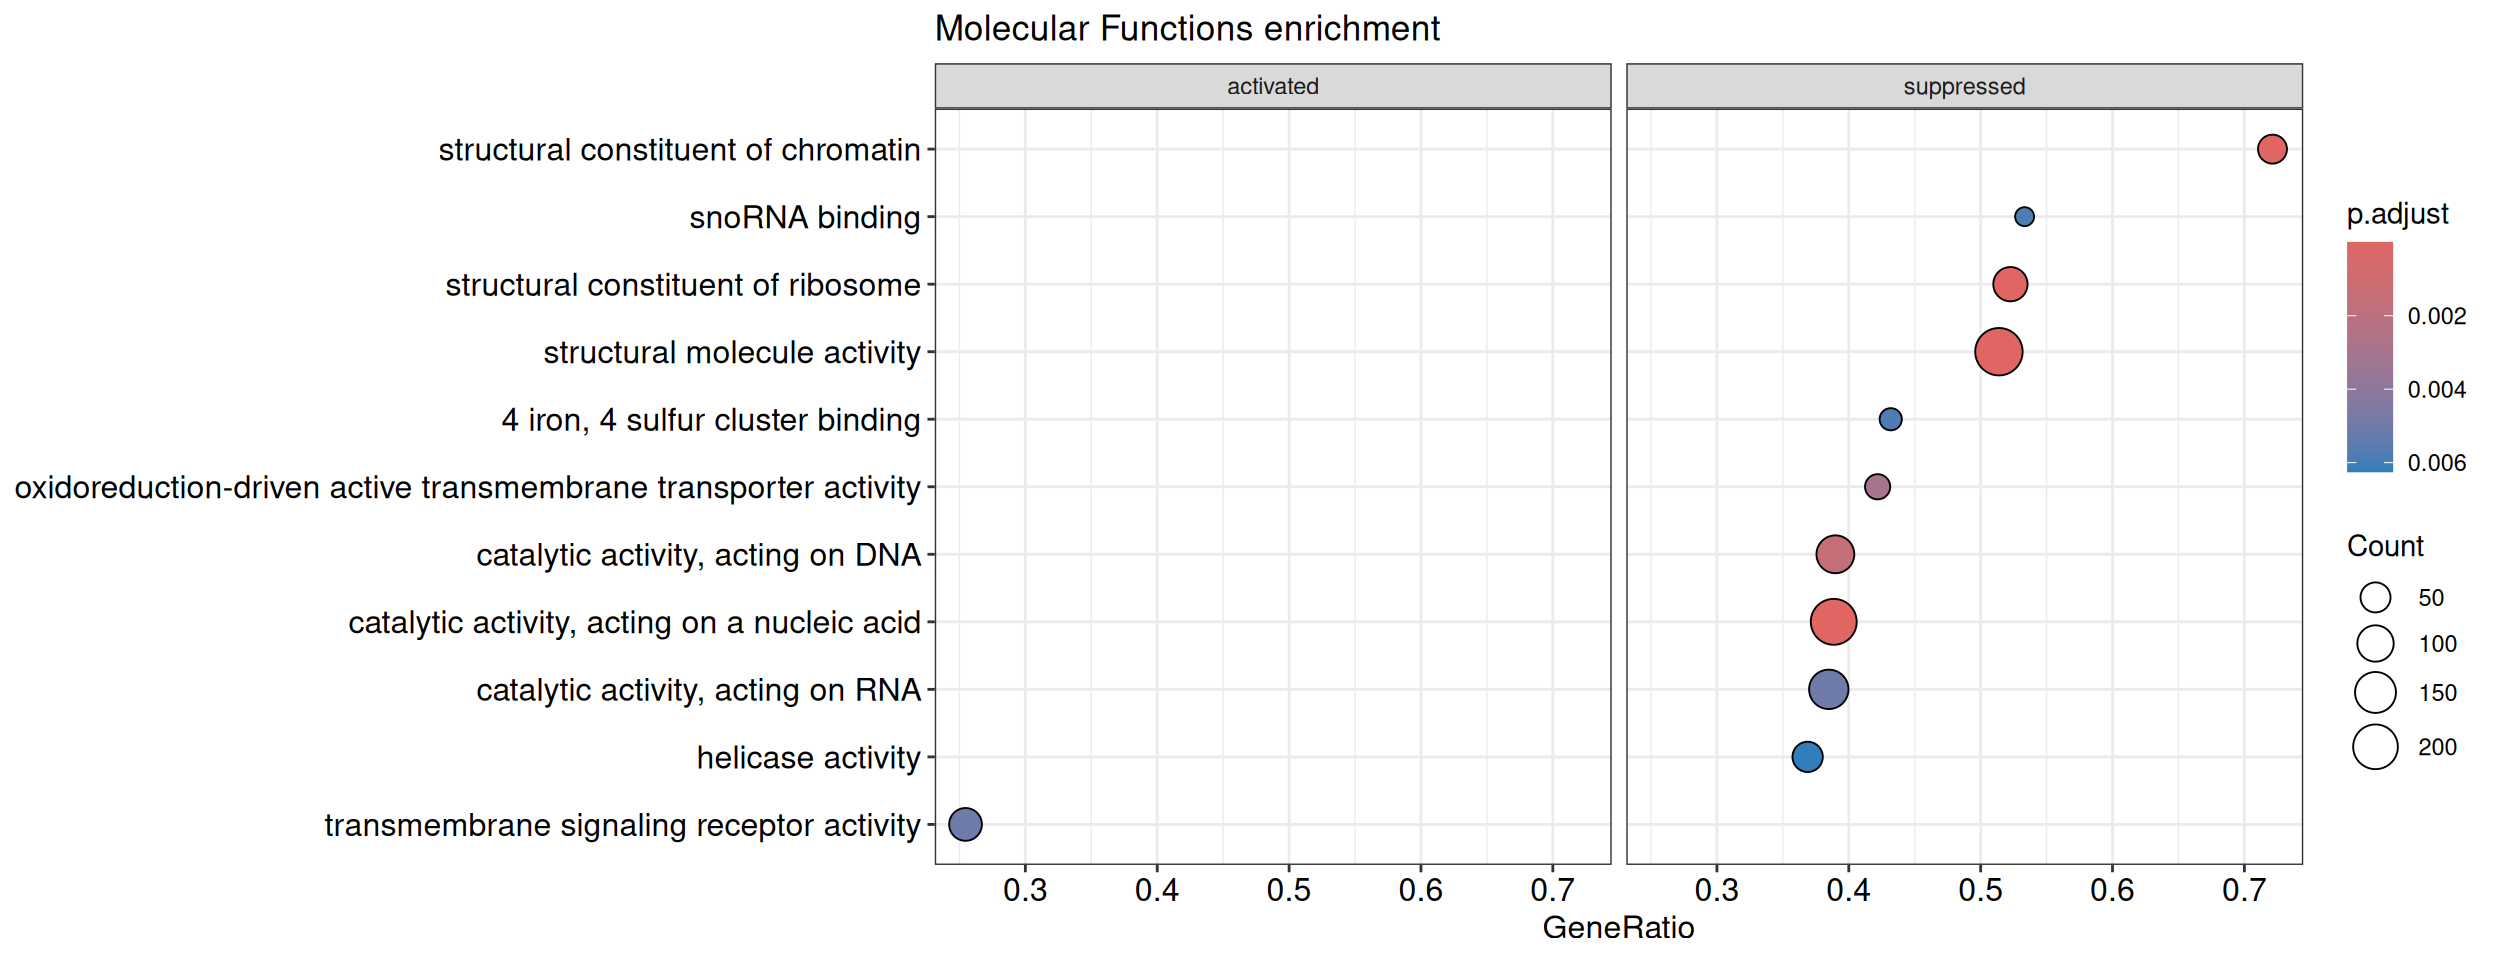 Molecular Functions enrichment
activated
suppressed
structural constituent of chromatin
snoRNA binding
structural constituent of ribosome
structural molecule activity
4 iron, 4 sulfur cluster binding
oxidoreduction-driven active transmembrane transporter activity
catalytic activity, acting on DNA
catalytic activity, acting on a nucleic acid
catalytic activity, acting on RNA
helicase activity
transmembrane signaling receptor activity
0.3 0.4 0.5 0.6 0.7
0.3 0.4 0.5 0.6 0.7
GeneRatio
p.adjust
0.002
0.004
0.006
Count
50
100
150
200